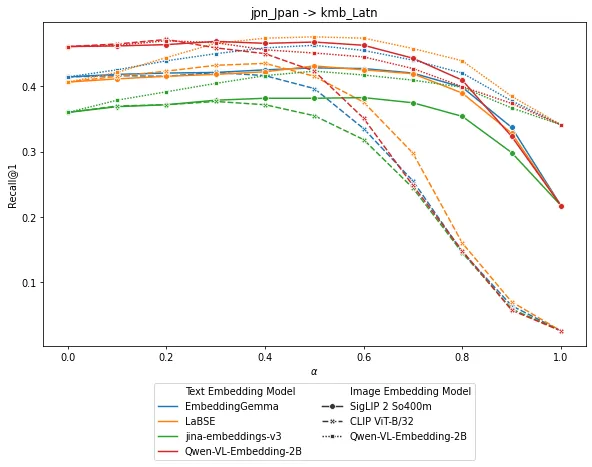 jpn_Jpan -> kmb_Latn
Recall@1
0.4
0.3
0.2
0.1
0.0
0.2
0.4
0.6
0.8
1.0
α
Text Embedding Model
EmbeddingGemma
LaBSE
jina-embeddings-v3
Qwen-VL-Embedding-2B
Image Embedding Model
SigLIP 2 So400m
CLIP ViT-B/32
Qwen-VL-Embedding-2B